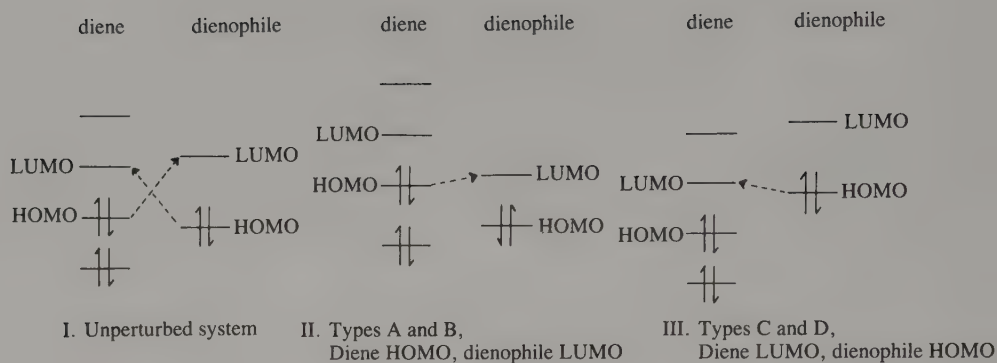 diene dienophile diene dienophile diene dienophile
LUMO
LUMO LUMO LUMO
HOMO LUMO LUMO HOMO
HOMO HOMO HOMO HOMO
I. Unperturbed system II. Types A and B, III. Types C and D,
Diene HOMO, dienophile LUMO Diene LUMO, dienophile HOMO